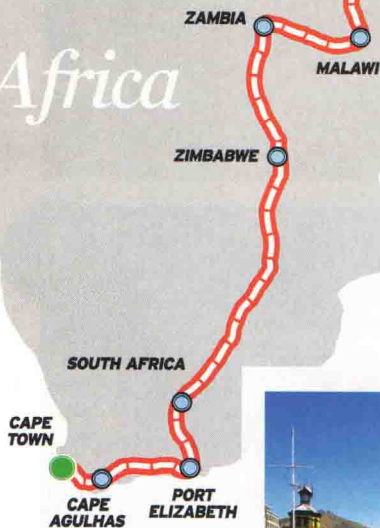 ZAMBIA
MALAWI
Africa
ZIMBABWE
SOUTH AFRICA
CAPE
TOWN
CAPE
AGULHAS
PORT
ELIZABETH